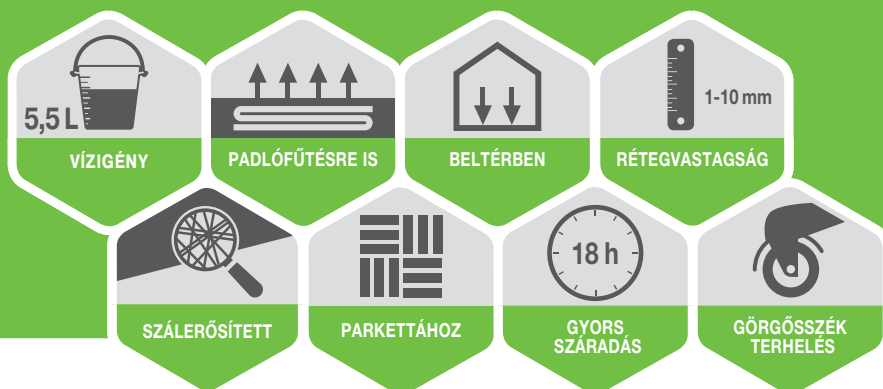 5,5 L
VÍZIGÉNY
PADLÓFŰTÉSRE IS
BELTÉRBEN
1-10 mm
RÉTEGVASTAGSÁG
SZÁLERŐSÍTETT
PARKETTÁHOZ
18 h
GYORS
SZÁRADÁS
GÖRGŐSSZÉK
TERHELÉS